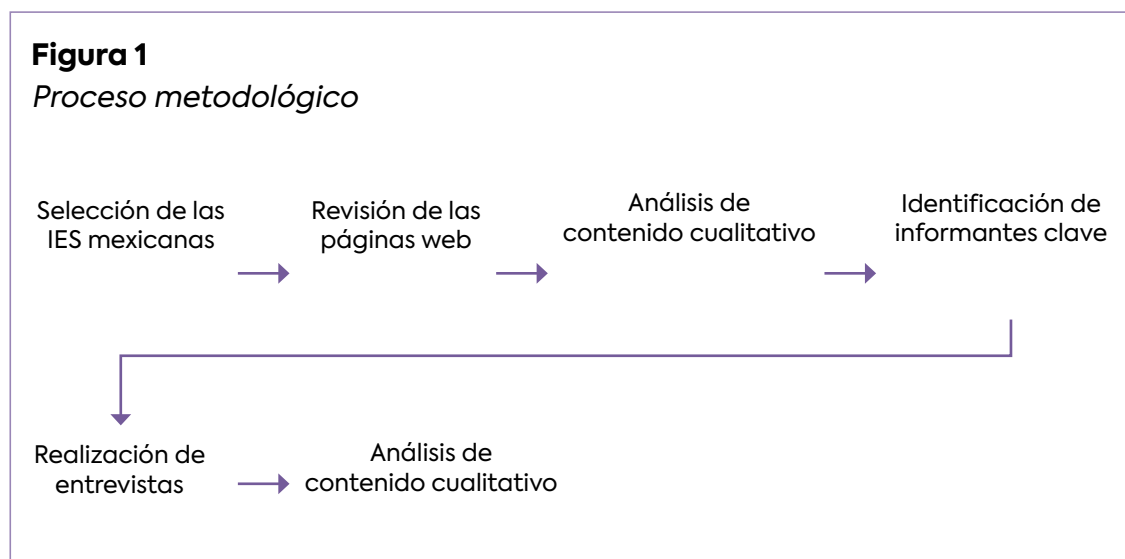 Figura 1
Proceso metodológico
Selección de las
IES mexicanas
Revisión de las
páginas web
Análisis de
contenido cualitativo
Identificación de
informantes clave
Realización de
entrevistas
Análisis de
contenido cualitativo